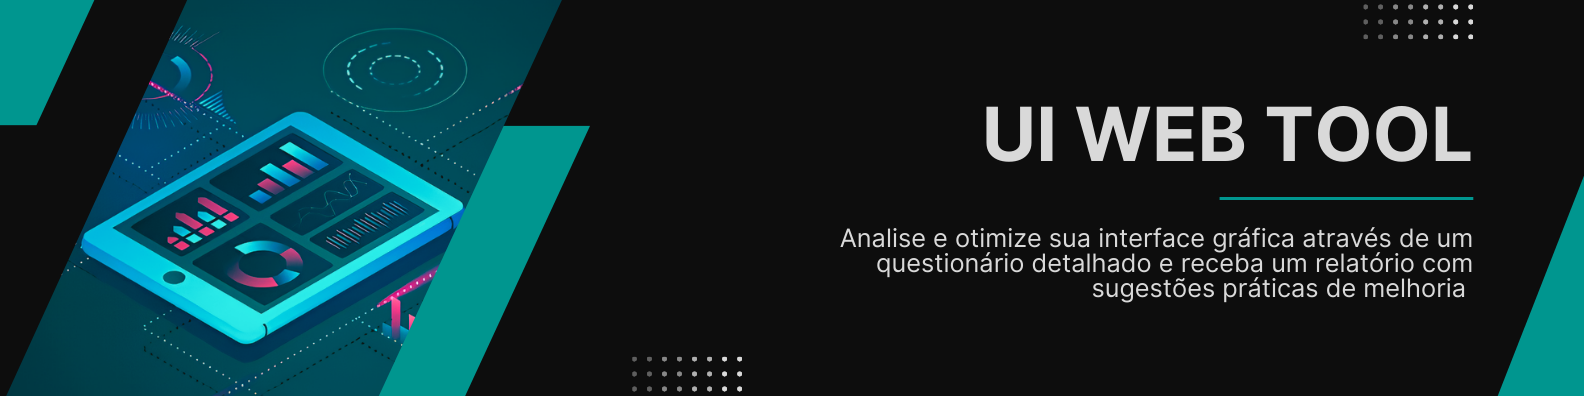 UI WEB TOOL
Analise e otimize sua interface gráfica através de um
questionário detalhado e receba um relatório com
sugestões práticas de melhoria